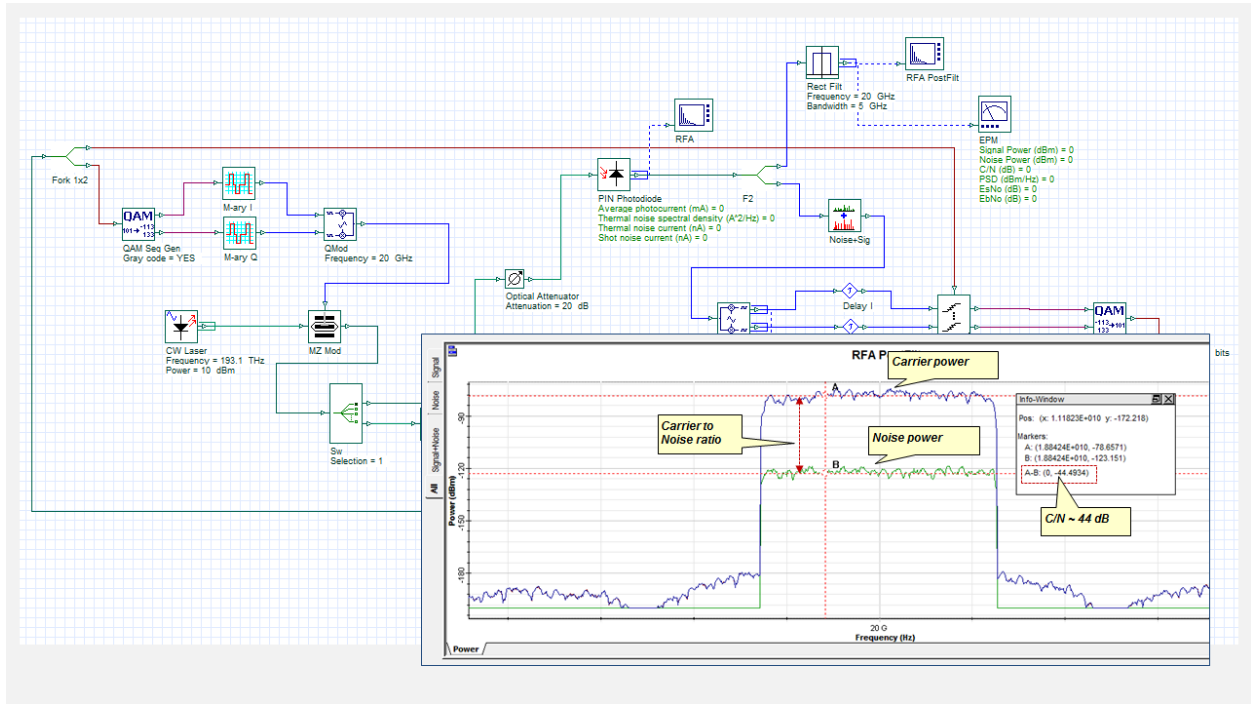 Rect Filt
Frequency = 20 GHz
Bandwidth = 5 GHz
RFA PostFilt
RFA
EPM
Signal Power (dBm) = 0
Noise Power (dBm) = 0
C/N (dB) = 0
PSD (dBm/Hz) = 0
EsNo (dB) = 0
EbNo (dB) = 0
Fork 1x2
QAM
101 → -113
133
QAM Seq Gen
Gray code = YES
M-ary I
M-ary Q
QMod
Frequency = 20 GHz
PIN Photodiode
Average photocurrent (mA) = 0
Thermal noise spectral density (A^2/Hz) = 0
Thermal noise current (nA) = 0
Shot noise current (nA) = 0
F2
Noise+Sig
Optical Attenuator
Attenuation = 20 dB
Delay I
QAM
-113 → 101
133
bits
CW Laser
Frequency = 193.1 THz
Power = 10 dBm
MZ Mod
Sw
Selection = 1
RFA P
Carrier power
Signal
Noise
Signal+Noise
All
Power (dBm)
-90
-120
-150
-180
A
B
Carrier to
Noise ratio
Noise power
Info-Window
Pos: (x: 1.11823E+010 y: -172.218)
Markers:
A: (1.88424E+010, -78.6571)
B: (1.88424E+010, -123.151)
A-B: (0, -44.4934)
C/N ~ 44 dB
20 G
Frequency (Hz)
Power